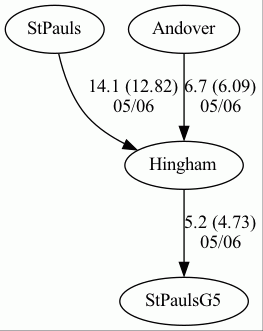 StPauls
Andover
14.1 (12.82)
05/06
6.7 (6.09)
05/06
Hingham
5.2 (4.73)
05/06
StPaulsG5